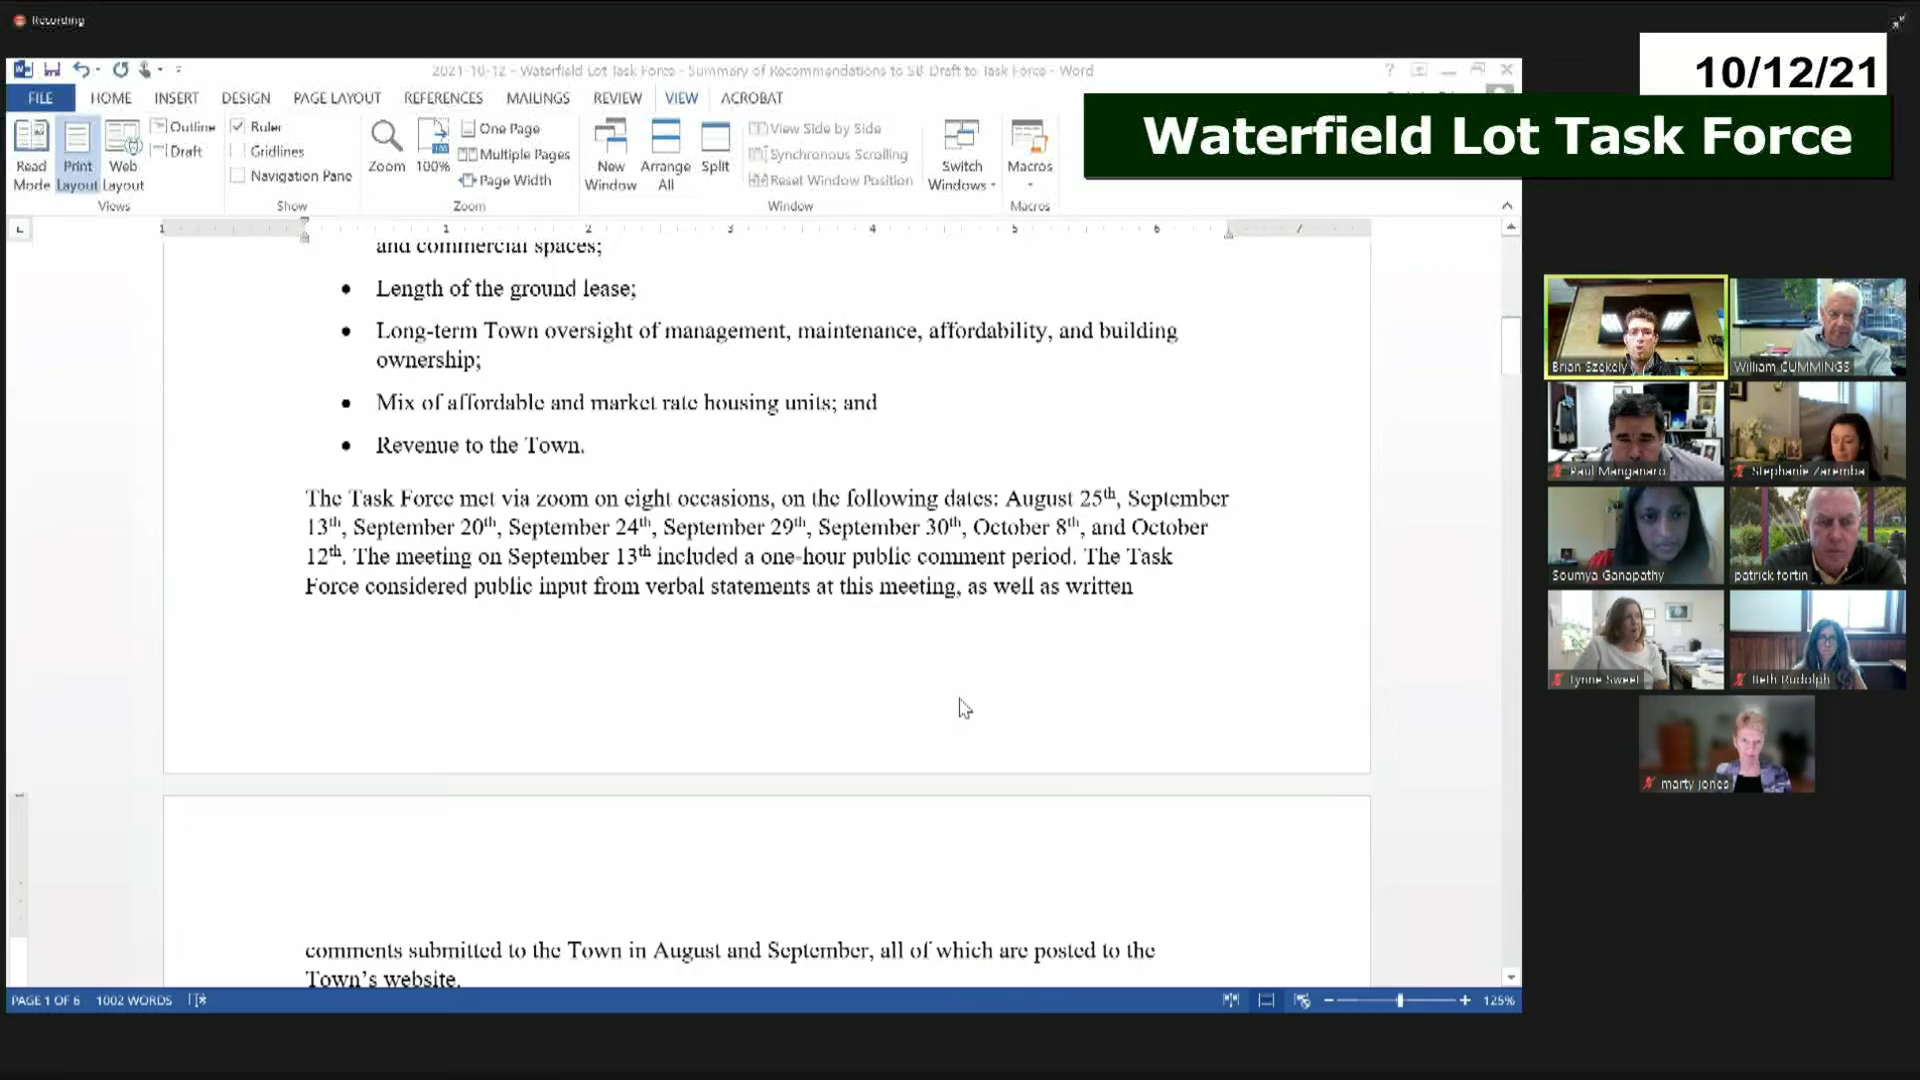 Recording
10/12/21
Waterfield Lot Task Force
2021-10-12 - Waterfield Lot Task Force - Summary of Recommendations to SB Draft to Task Force - Word
FILE HOME INSERT DESIGN PAGE LAYOUT REFERENCES MAILINGS REVIEW VIEW ACROBAT
Read Mode
Print Layout
Web Layout
Outline
Draft
Views
Ruler
Gridlines
Navigation Pane
Show
Zoom
100%
One Page
Multiple Pages
Page Width
Zoom
New Window
Arrange All
Split
View Side by Side
Synchronous Scrolling
Reset Window Position
Window
Switch Windows
Macros
Macros
1 1 2 3 4 5 6 7
and commercial spaces;
• Length of the ground lease;
• Long-term Town oversight of management, maintenance, affordability, and building
ownership;
• Mix of affordable and market rate housing units; and
• Revenue to the Town.
The Task Force met via zoom on eight occasions, on the following dates: August 25th, September
13th, September 20th, September 24th, September 29th, September 30th, October 8th, and October
12th. The meeting on September 13th included a one-hour public comment period. The Task
Force considered public input from verbal statements at this meeting, as well as written
comments submitted to the Town in August and September, all of which are posted to the
Town's website.
PAGE 1 OF 6 1002 WORDS
125%
Brian Szekely
William CUMMINGS
Paul Manganaro
Stephanie Zaremba
Soumya Ganapathy
patrick fortin
Lynne Sweet
Beth Rudolph
marty jones